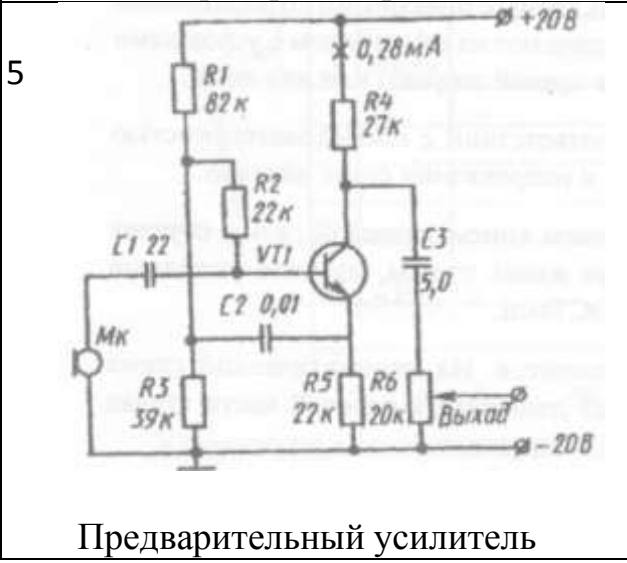 5
+20В
0,28мА
R1
82к
R4
27к
R2
22к
C1 22
VT1
C3
5,0
C2 0,01
Мк
R3
39к
R5
22к
R6
20к
Выход
-20В
Предварительный усилитель